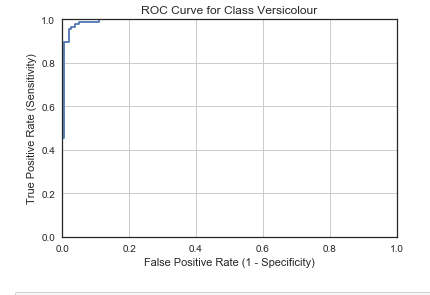 ROC Curve for Class Versicolour
1.0
0.8
0.6
0.4
0.2
0.0
True Positive Rate (Sensitivity)
0.0 0.2 0.4 0.6 0.8 1.0
False Positive Rate (1 - Specificity)